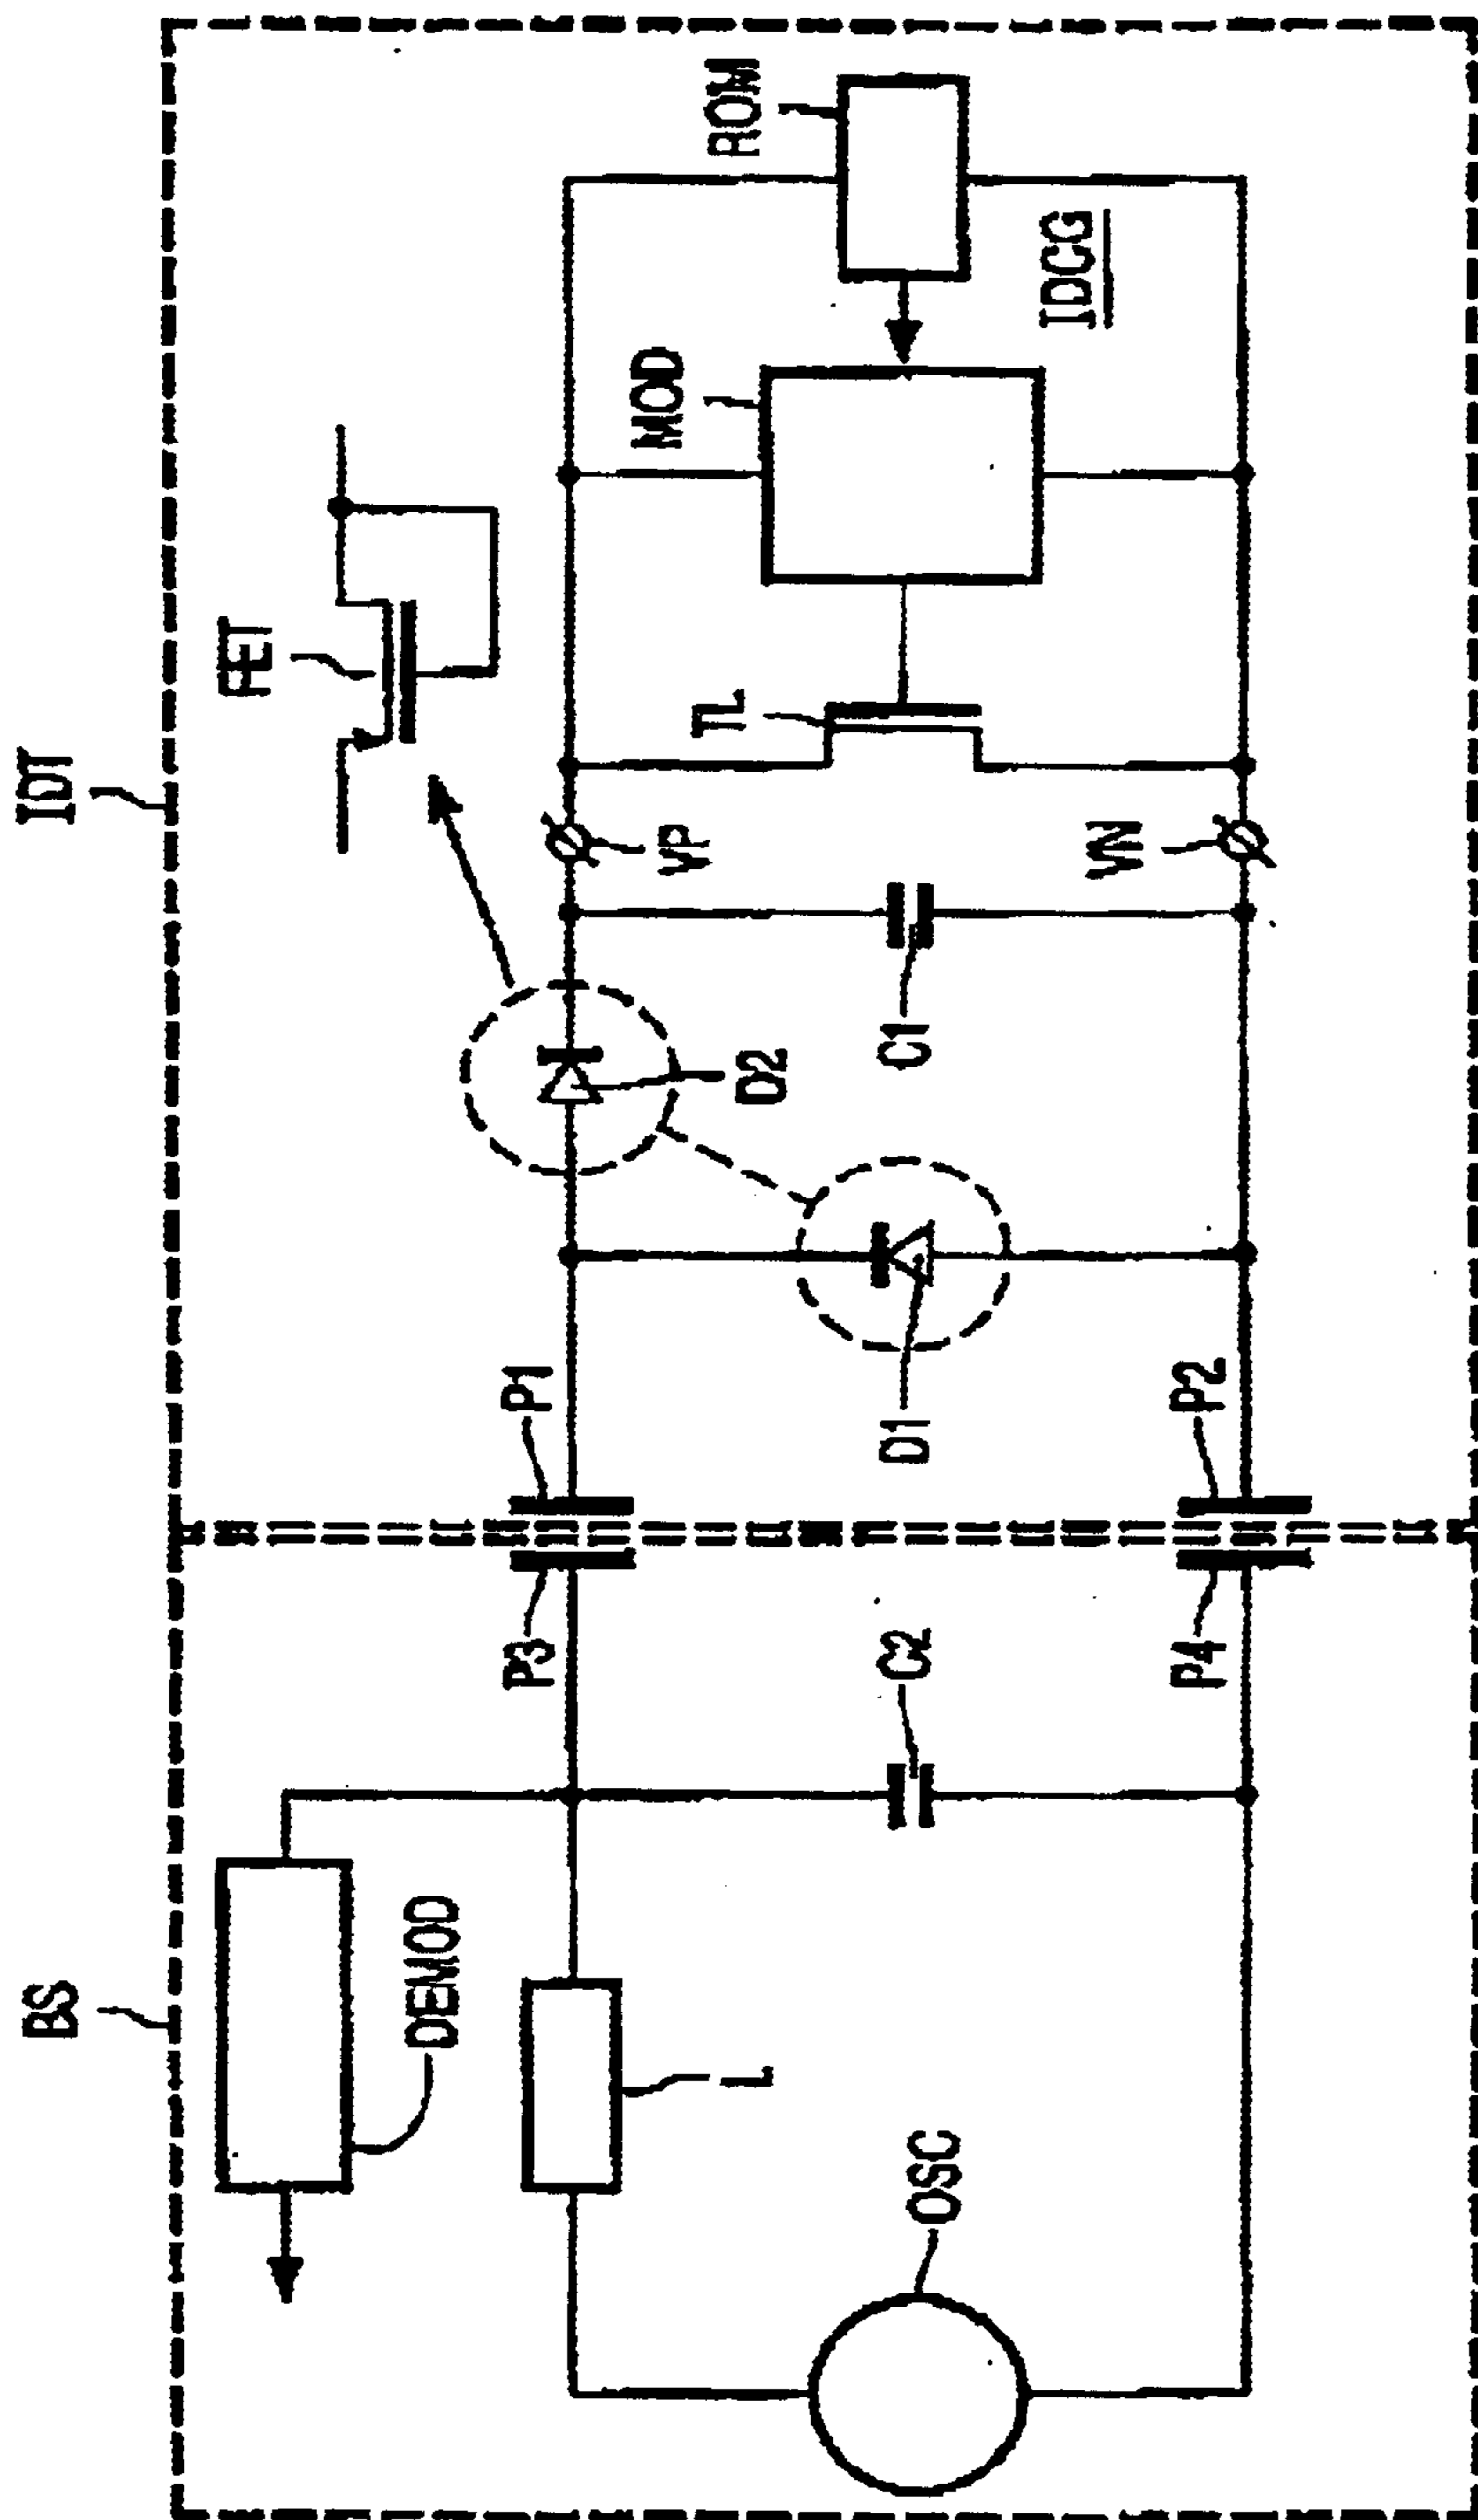 BS
IDT
DEMOD
FET
L
OSC
P3
P1
C2
P4
P2
D1
D2
C1
VP
VN
TL
MOD
ROM
IDCG